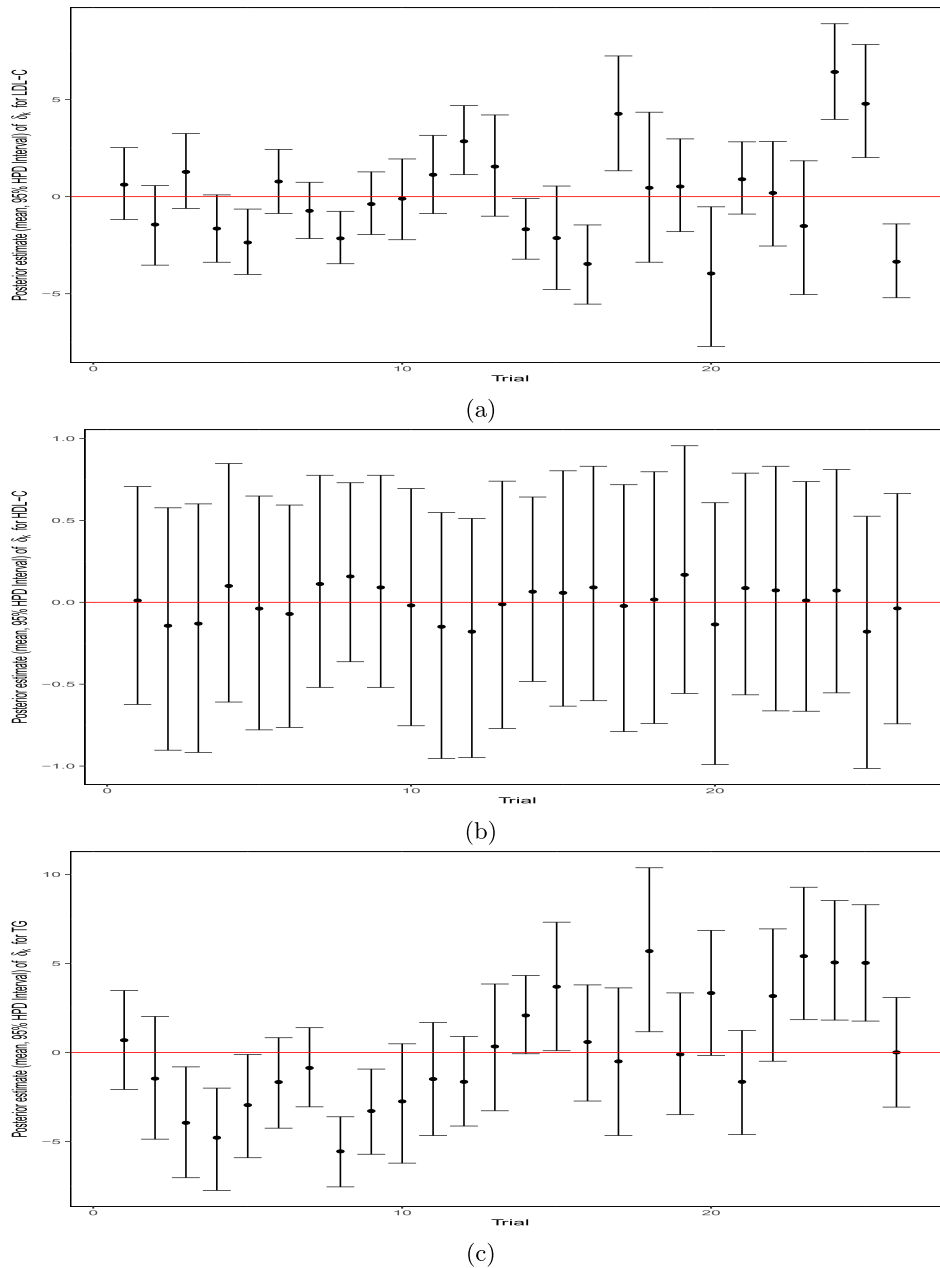 Posterior estimate (mean, 95% HPD Interval) of δₖ for LDL−C
5
0
−5
0 10 20
Trial
(a)
Posterior estimate (mean, 95% HPD Interval) of δₖ for HDL−C
1.0
0.5
0.0
−0.5
−1.0
0 10 20
Trial
(b)
Posterior estimate (mean, 95% HPD Interval) of δₖ for TG
10
5
0
−5
0 10 20
Trial
(c)